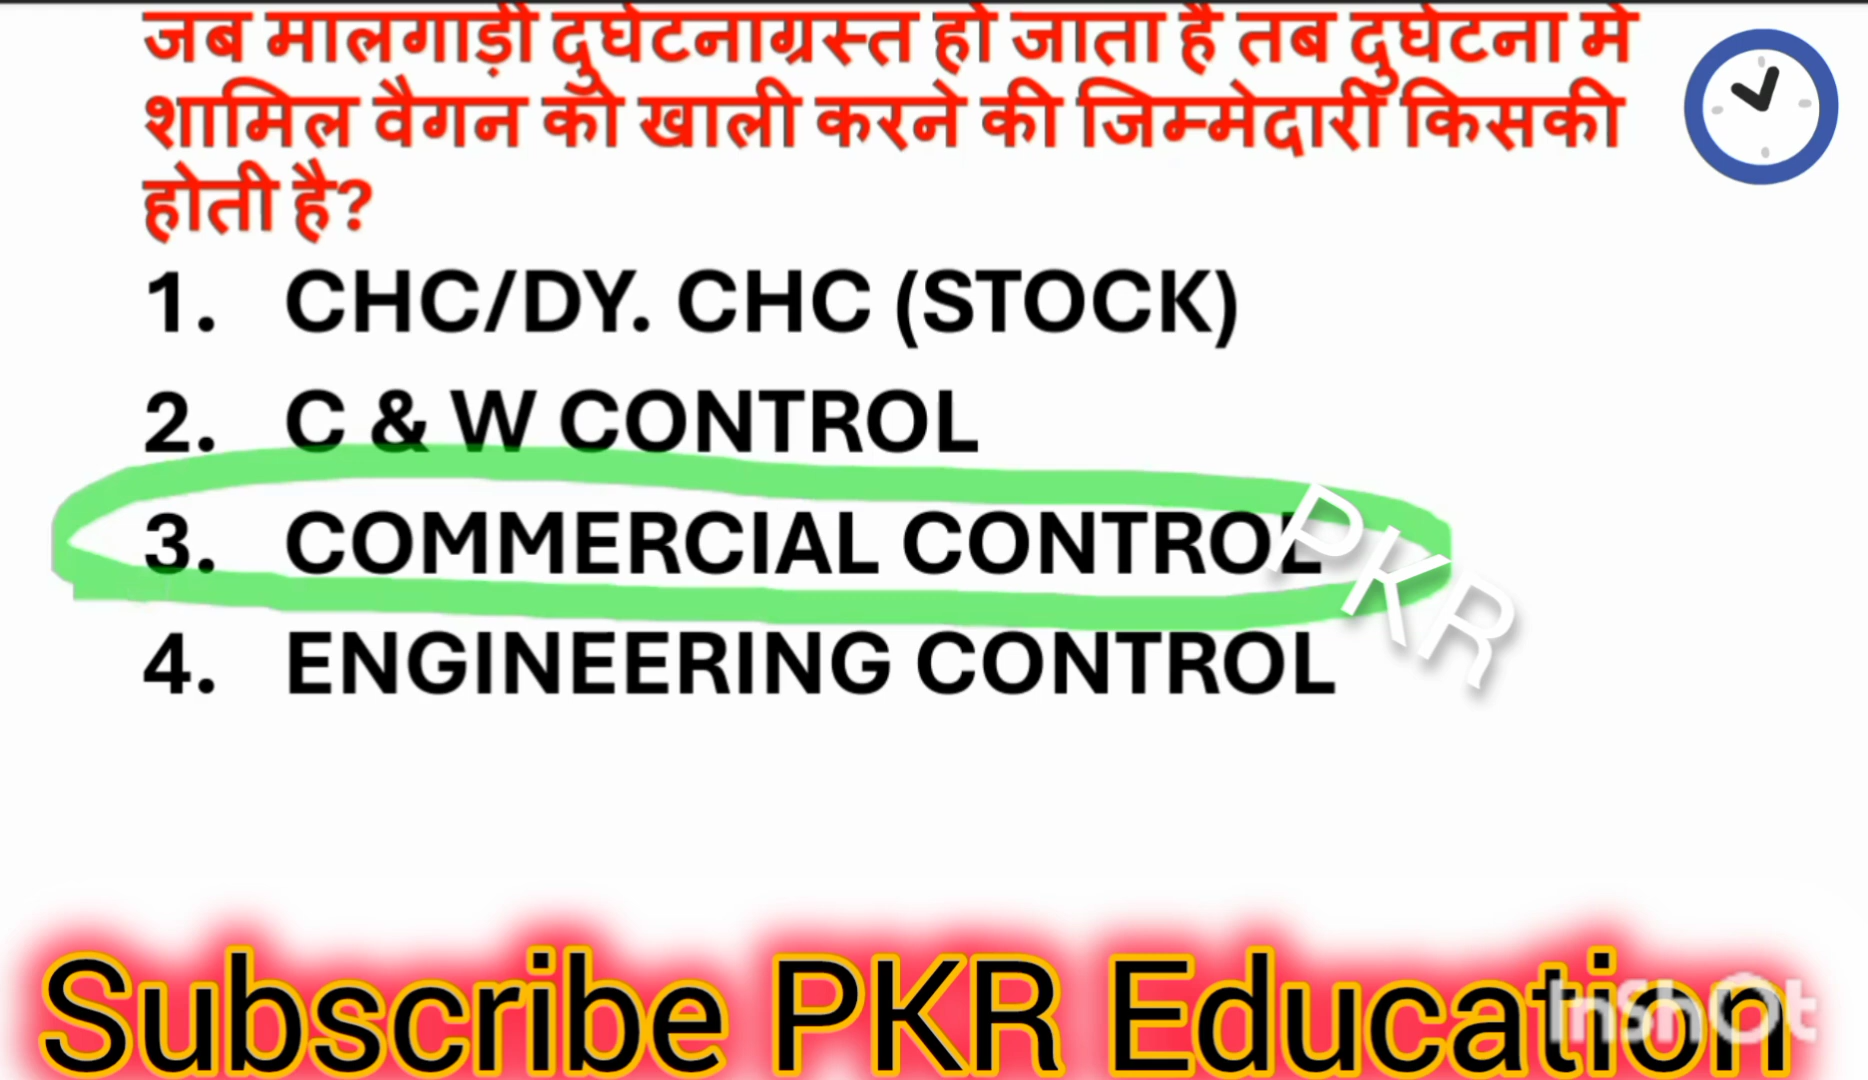 जब मालगाड़ी दुर्घटनाग्रस्त हो जाता है तब दुर्घटना में
शामिल वैगन को खाली करने की जिम्मेदारी किसकी
होती है?
1. CHC/DY. CHC (STOCK)
2. C & W CONTROL
3. COMMERCIAL CONTROL
PKR
4. ENGINEERING CONTROL
Subscribe PKR Education
InShOt